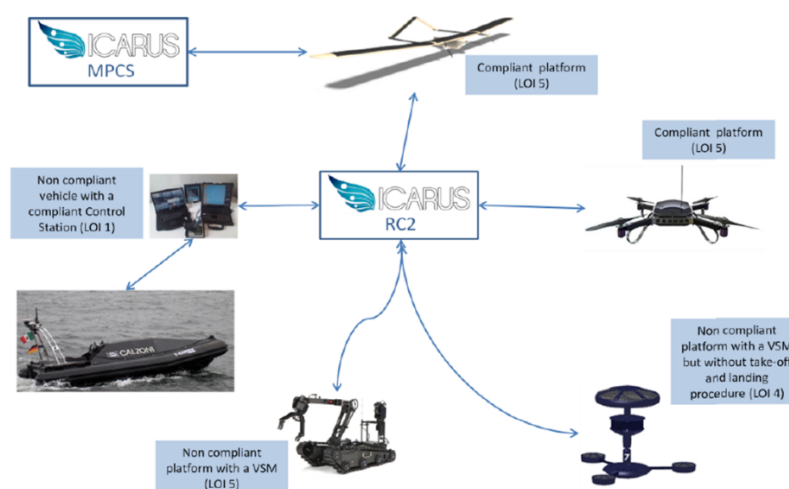 ICARUS
MPCS
Compliant platform
(LOI 5)
Compliant platform
(LOI 5)
Non compliant
vehicle with a
compliant Control
Station (LOI 1)
ICARUS
RC2
CALZONI
Non compliant
platform with a VSM
but without take-off
and landing
procedure (LOI 4)
7
Non compliant
platform with a VSM
(LOI 5)